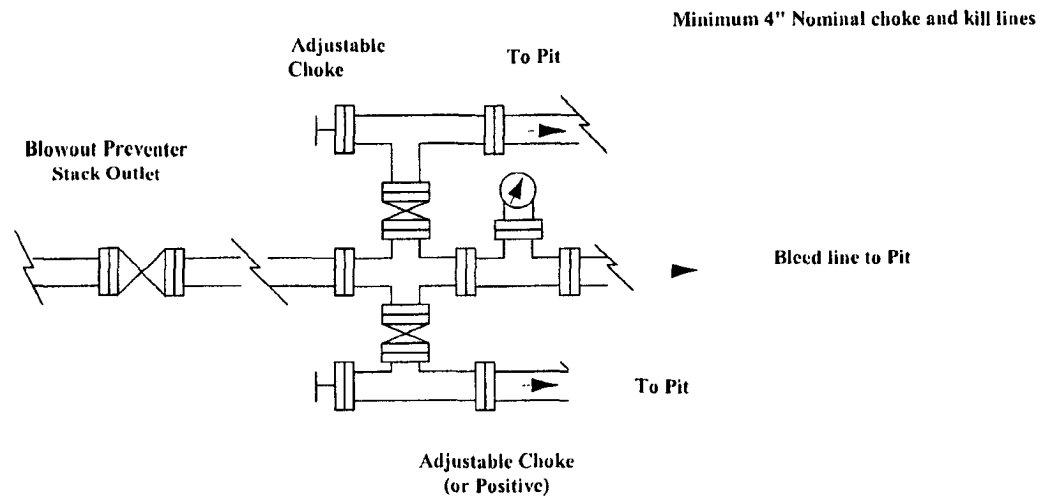 Minimum 4" Nominal choke and kill lines
Adjustable
Choke
To Pit
Blowout Preventer
Stack Outlet
Bleed line to Pit
To Pit
Adjustable Choke
(or Positive)